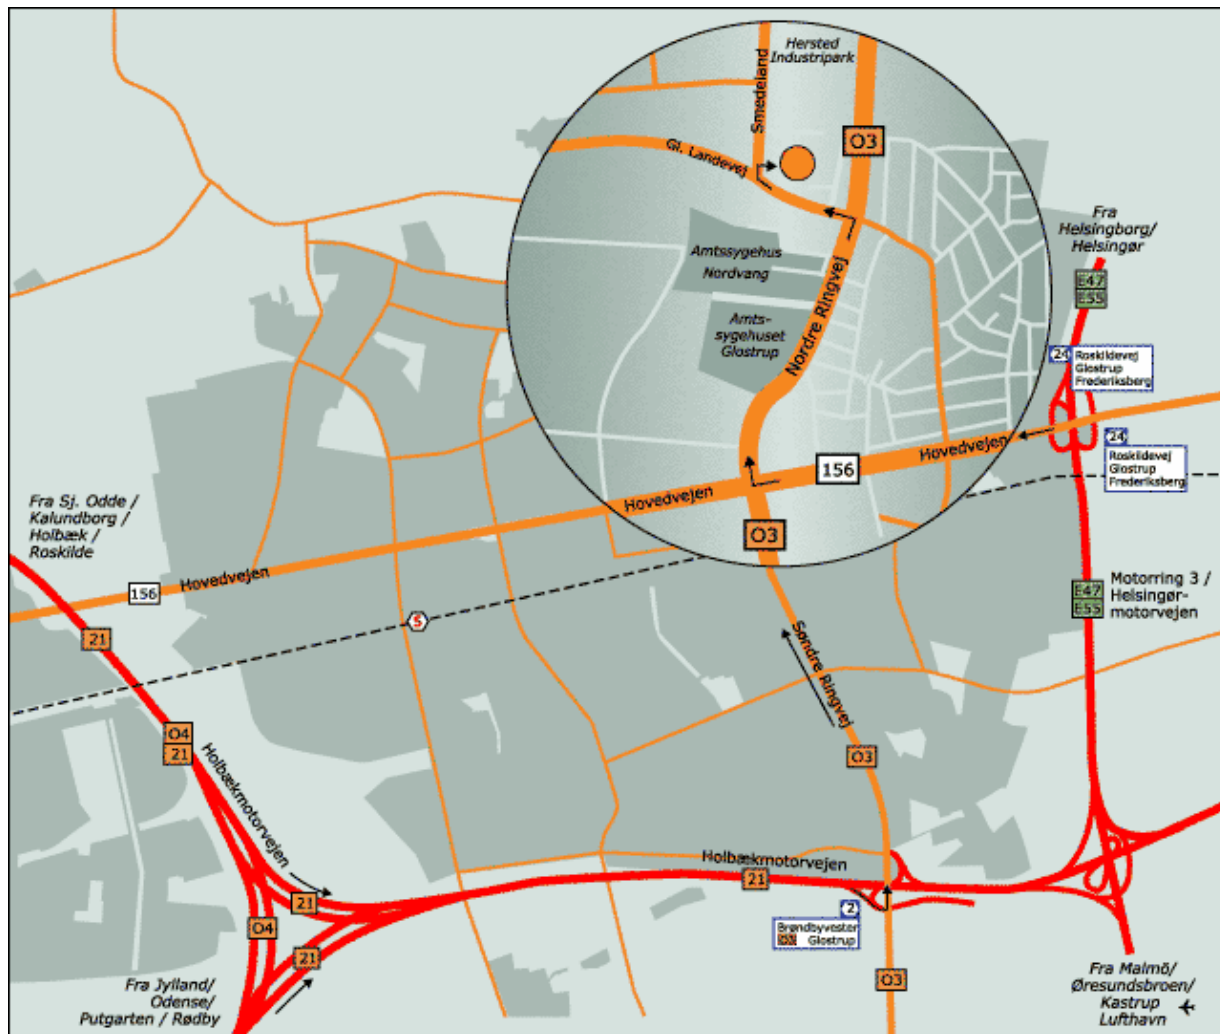 Hersted
Industripark
Smedeland
O3
Gl. Landevej
Fra
Helsingborg/
Helsingør
Amtssygehus
Nordvang
E47
E55
Nordre Ringvej
Amts-
sygehuset
Glostrup
24
Roskildevej
Glostrup
Frederiksberg
24
Roskildevej
Glostrup
Frederiksberg
Hovedvejen
156
Hovedvejen
Fra Sj. Odde /
Kalundborg /
Holbæk /
Roskilde
O3
Hovedvejen
156
E47
E55
Motorring 3 /
Helsingør-
motorvejen
S
21
Søndre Ringvej
O4
21
Holbækmotorvejen
O3
Holbækmotorvejen
21
21
O4
2
Brøndbyvester
O3 Glostrup
21
Fra Jylland/
Odense/
Putgarten / Rødby
O3
Fra Malmö/
Øresundsbroen/
Kastrup
Lufthavn